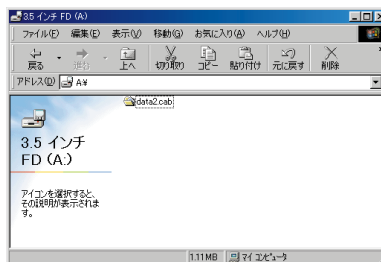 3.5 インチ FD (A:)
ファイル(F) 編集(E) 表示(V) 移動(G) お気に入り(A) ヘルプ(H)
戻る 進む 上へ 切り取り コピー 貼り付け 元に戻す 削除
アドレス(D) A:¥
data2.cab
3.5 インチ
FD (A:)
アイコンを選択すると、
その説明が表示されま
す。
1.11MB マイ コンピュータ